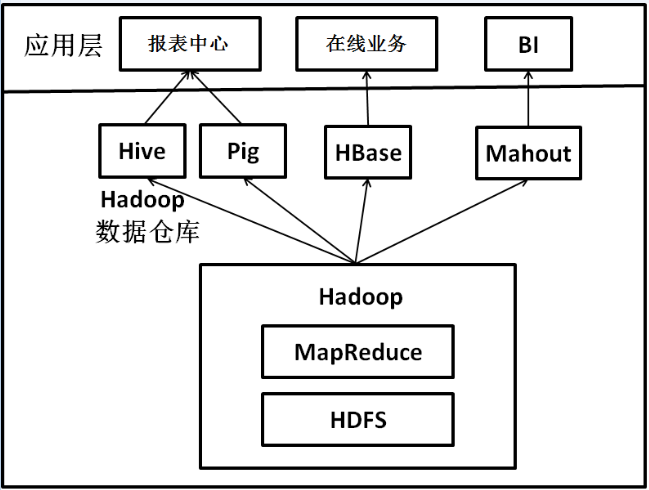 应用层
报表中心
在线业务
BI
Hive
Pig
HBase
Mahout
Hadoop
数据仓库
Hadoop
MapReduce
HDFS